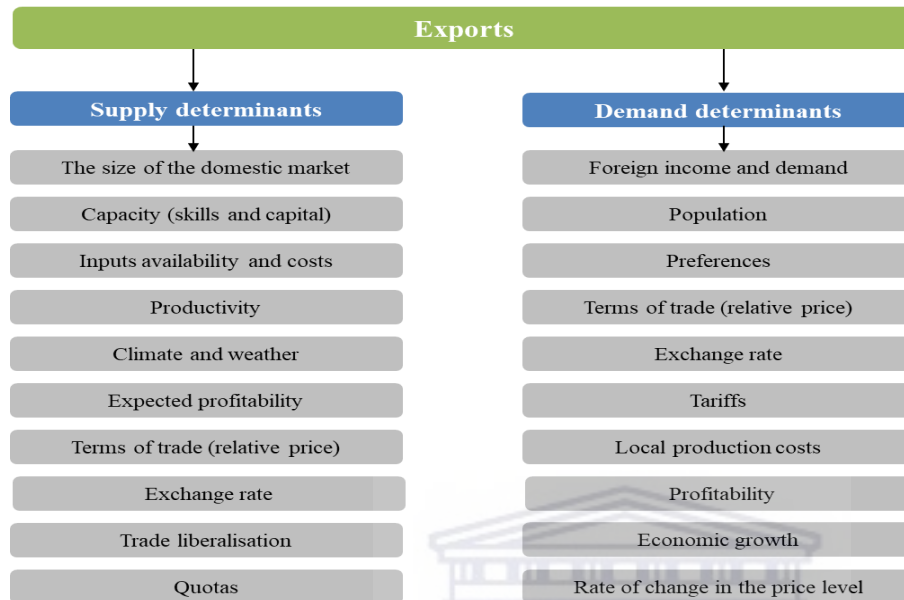 Exports
Supply determinants
The size of the domestic market
Capacity (skills and capital)
Inputs availability and costs
Productivity
Climate and weather
Expected profitability
Terms of trade (relative price)
Exchange rate
Trade liberalisation
Quotas
Demand determinants
Foreign income and demand
Population
Preferences
Terms of trade (relative price)
Exchange rate
Tariffs
Local production costs
Profitability
Economic growth
Rate of change in the price level